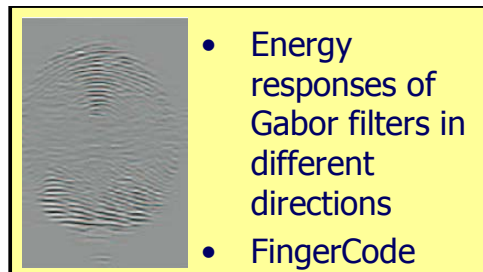 • Energy
responses of
Gabor filters in
different
directions
• FingerCode